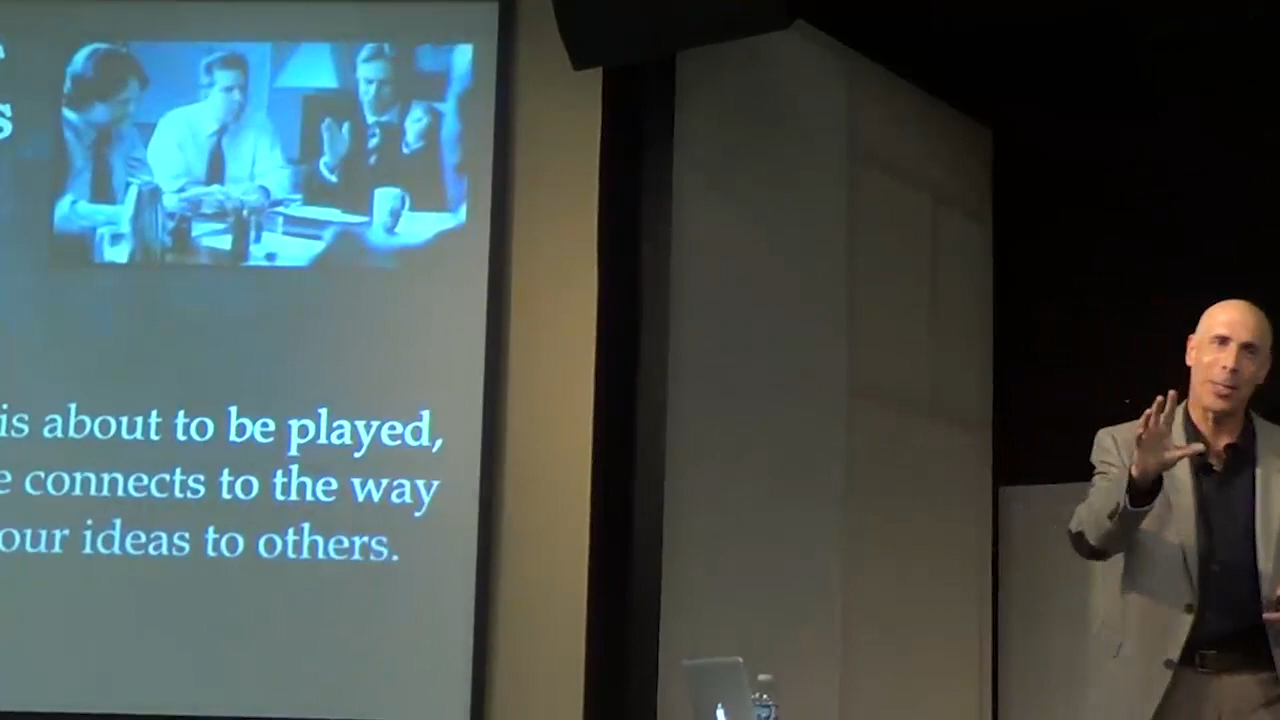 s
is about to be played,
e connects to the way
our ideas to others.